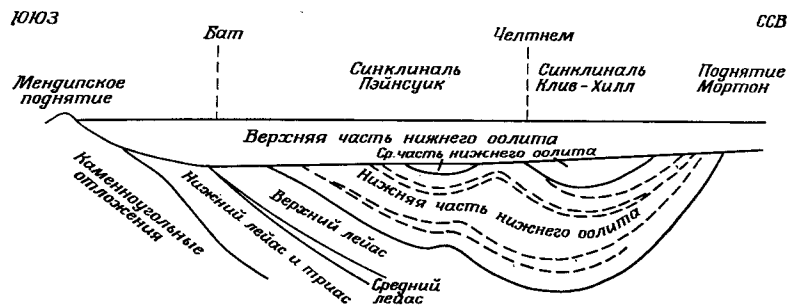 ЮЮЗ
ССВ
Бат
Челтнем
Мендипское
поднятие
Синклиналь
Пэйнсуик
Синклиналь
Клив-Хилл
Поднятие
Мортон
Верхняя часть нижнего оолита
Ср. часть нижнего оолита
Каменноугольные
отложения
Нижний лейас и триас
Верхний лейас
Нижняя часть нижнего оолита
Средний
лейас